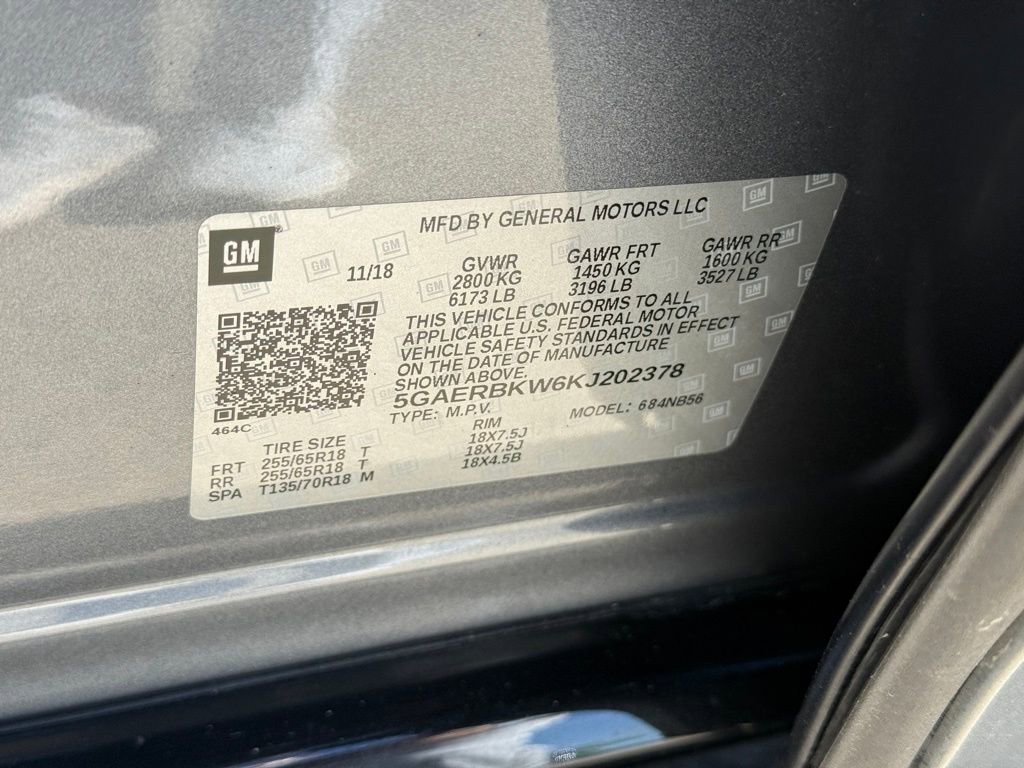 MFD BY GENERAL MOTORS LLC
GM
11/18
GVWR
2800 KG
6173 LB
GAWR FRT
1450 KG
3196 LB
GAWR RR
1600 KG
3527 LB
THIS VEHICLE CONFORMS TO ALL
APPLICABLE U.S. FEDERAL MOTOR
VEHICLE SAFETY STANDARDS IN EFFECT
ON THE DATE OF MANUFACTURE
SHOWN ABOVE.
5GAERBKW6KJ202378
TYPE: M.P.V. MODEL: 684NB56
464C
TIRE SIZE RIM
FRT 255/65R18 T 18X7.5J
RR 255/65R18 T 18X7.5J
SPA T135/70R18 M 18X4.5B